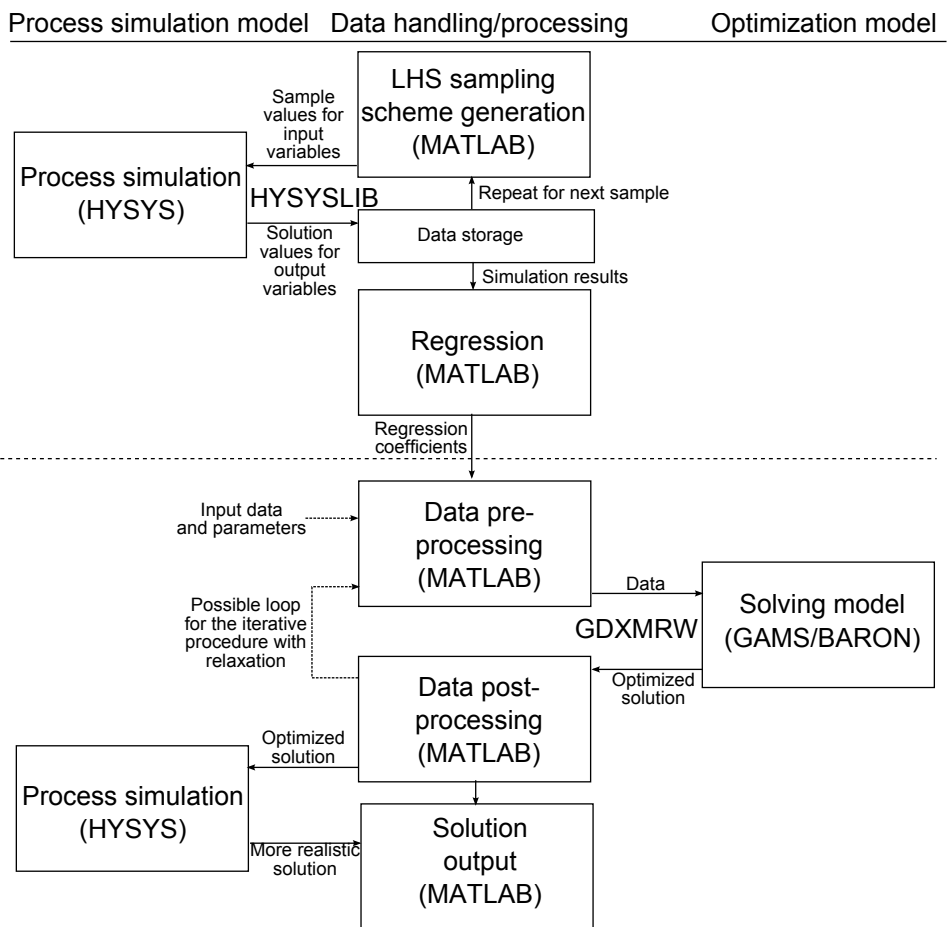 Process simulation model
Data handling/processing
Optimization model
LHS sampling
scheme generation
(MATLAB)
Sample
values for
input
variables
Process simulation
(HYSYS)
HYSYSLIB
Repeat for next sample
Solution
values for
output
variables
Data storage
Simulation results
Regression
(MATLAB)
Regression
coefficients
Input data
and parameters
Data pre-
processing
(MATLAB)
Data
Solving model
(GAMS/BARON)
GDXMRW
Possible loop
for the iterative
procedure with
relaxation
Optimized
solution
Data post-
processing
(MATLAB)
Optimized
solution
Process simulation
(HYSYS)
More realistic
solution
Solution
output
(MATLAB)